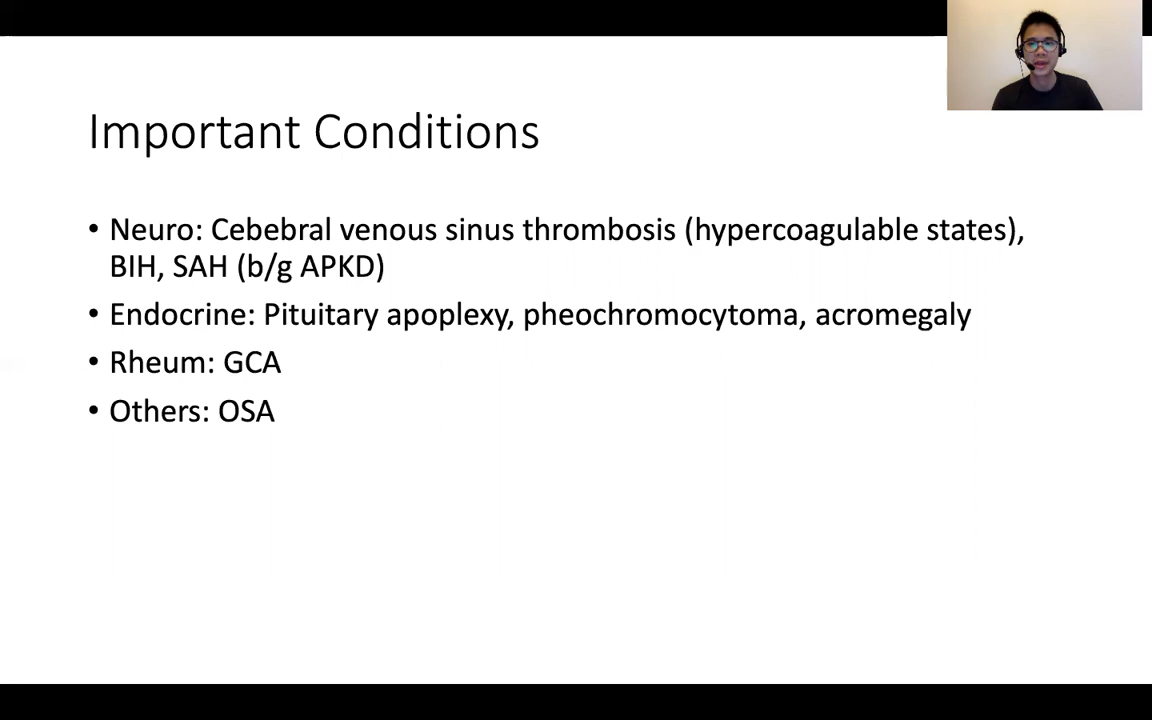 Important Conditions
• Neuro: Cebebral venous sinus thrombosis (hypercoagulable states),
BIH, SAH (b/g APKD)
• Endocrine: Pituitary apoplexy, pheochromocytoma, acromegaly
• Rheum: GCA
• Others: OSA